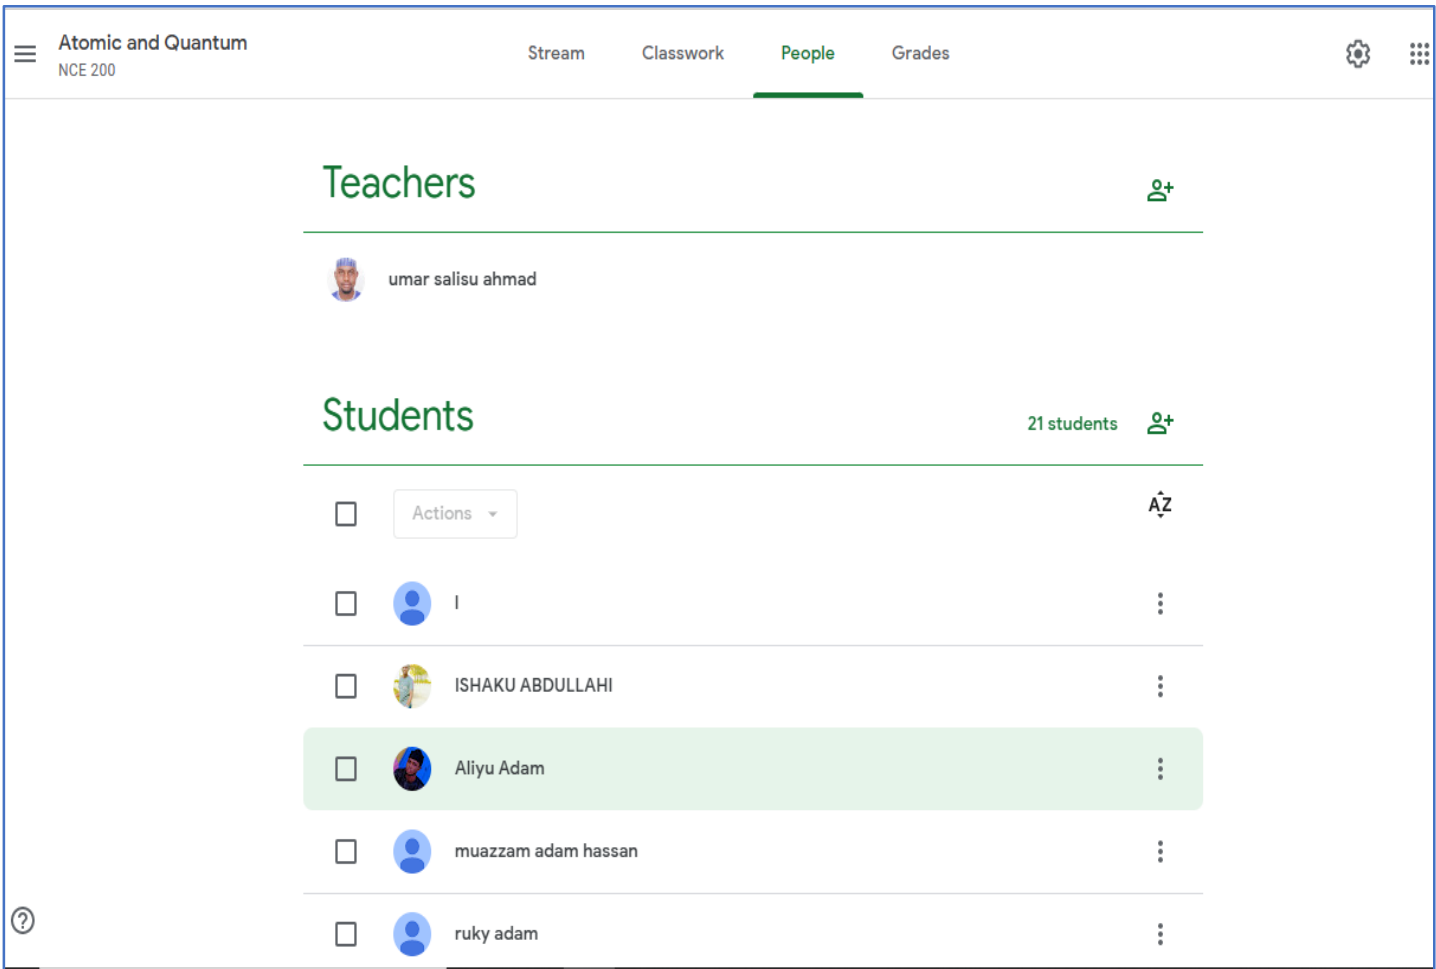 Atomic and Quantum
NCE 200
Stream Classwork People Grades
Teachers
umar salisu ahmad
Students
21 students
Actions
AZ
I
ISHAKU ABDULLAHI
Aliyu Adam
muazzam adam hassan
ruky adam